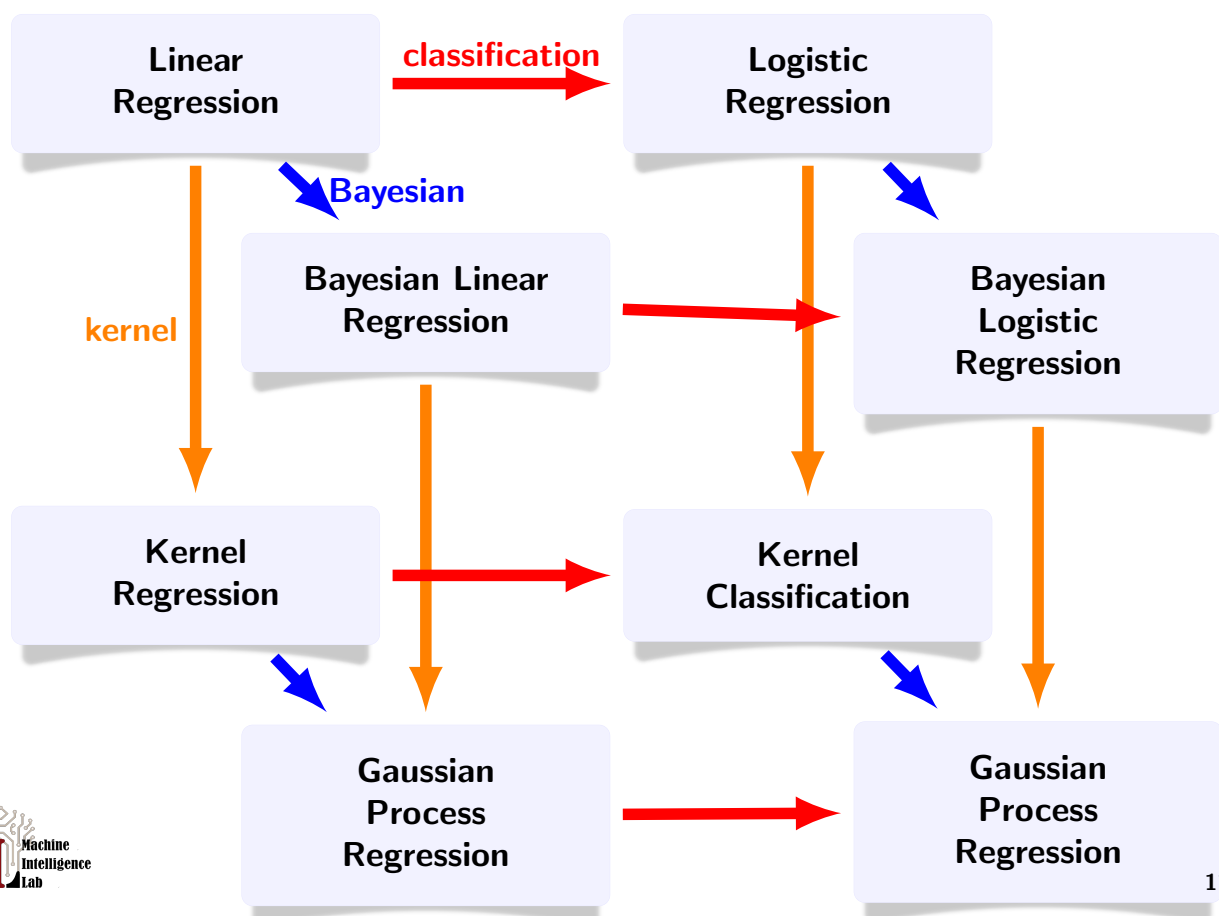 Linear
Regression
classification
Logistic
Regression
Bayesian
Bayesian Linear
Regression
Bayesian
Logistic
Regression
kernel
Kernel
Regression
Kernel
Classification
Gaussian
Process
Regression
Gaussian
Process
Regression
Machine
Intelligence
Lab
1